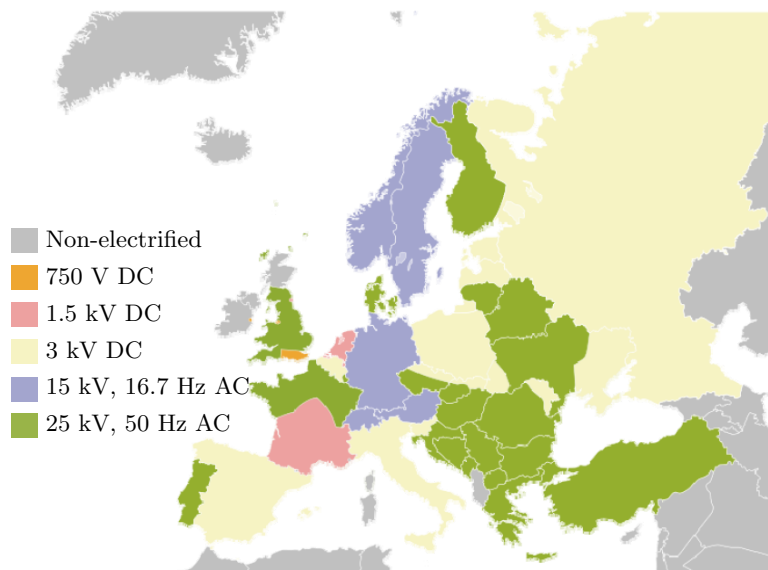 Non-electrified
750 V DC
1.5 kV DC
3 kV DC
15 kV, 16.7 Hz AC
25 kV, 50 Hz AC